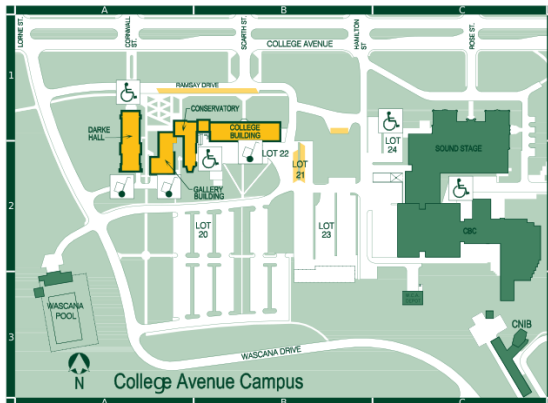 A
B
C
LORNE ST.
CORNWALL
ST.
SCARTH ST.
HAMILTON
ST
ROSE ST.
COLLEGE AVENUE
1
RAMSAY DRIVE
CONSERVATORY
DARKE
HALL
COLLEGE
BUILDING
LOT 22
LOT
24
SOUND STAGE
LOT
21
GALLERY
BUILDING
2
LOT
20
LOT
23
CBC
WASCANA
POOL
3
CNIB
WASCANA DRIVE
N
College Avenue Campus
A
B
C